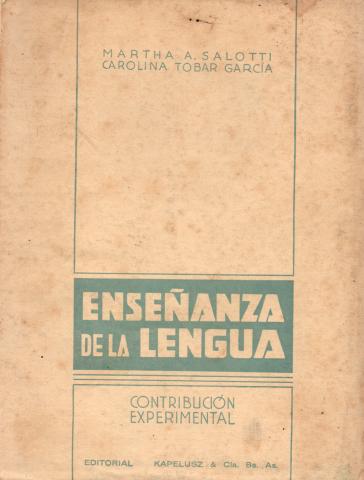 MARTHA A. SALOTTI
CAROLINA TOBAR GARCÍA
ENSEÑANZA
DE LA LENGUA
CONTRIBUCIÓN
EXPERIMENTAL
EDITORIAL KAPELUSZ & Cía. Bs. As.